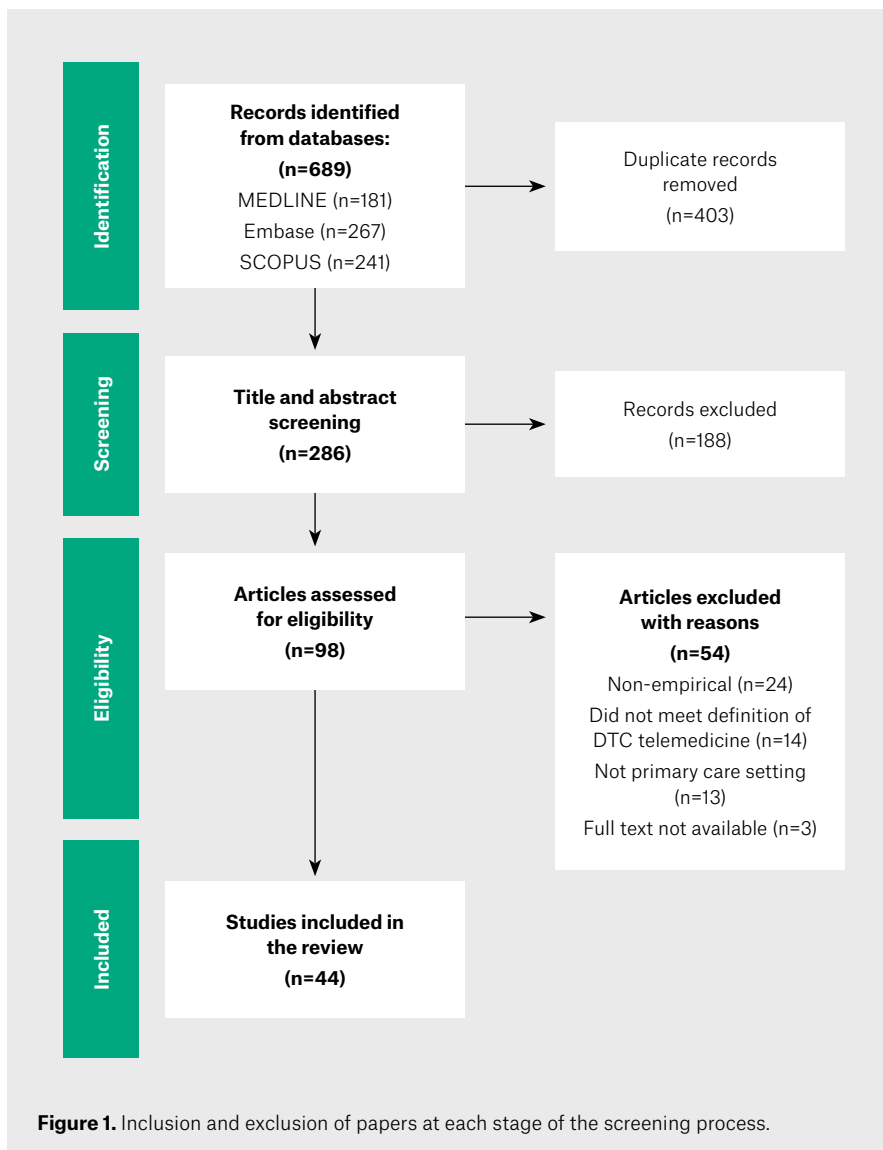 Identification
Records identified
from databases:
(n=689)
MEDLINE (n=181)
Embase (n=267)
SCOPUS (n=241)
Duplicate records
removed
(n=403)
Screening
Title and abstract
screening
(n=286)
Records excluded
(n=188)
Eligibility
Articles assessed
for eligibility
(n=98)
Articles excluded
with reasons
(n=54)
Non-empirical (n=24)
Did not meet definition of
DTC telemedicine (n=14)
Not primary care setting
(n=13)
Full text not available (n=3)
Included
Studies included in
the review
(n=44)
Figure 1. Inclusion and exclusion of papers at each stage of the screening process.